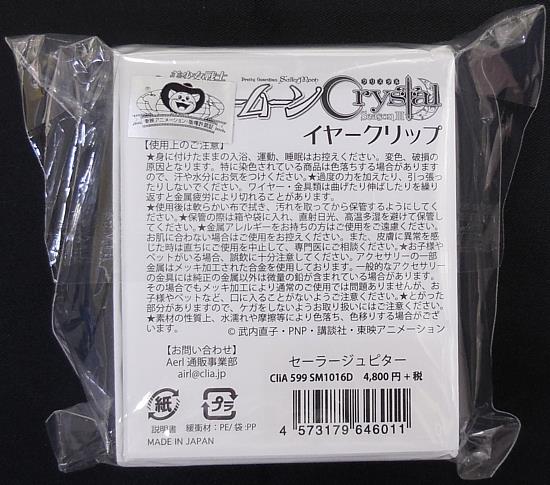 美少女戦士
Pretty Guardian Sailor Moon
ームーン Crystal
クリスタル
Season III
東映アニメーション・版権許諾証
イヤークリップ
【使用上のご注意】
★身に付けたままの入浴、運動、睡眠はお控えください。変色、破損の
原因となります。特に染色されている商品は色落ちする場合があります
ので、汗や水分にお気をつけください。★過度の力を加えたり、引っ張っ
たりしないでください。ワイヤー・金具類は曲げたり伸ばしたりを繰り
返すと金属疲労により切れることがあります。
★使用後は軟らかい布で拭き、汚れを取ってから保管するようにしてく
ださい。★保管の際は箱や袋に入れ、直射日光、高温多湿を避けて保管し
てください。★金属アレルギーをお持ちの方はご使用をご遠慮ください。
お肌に合わない場合はご使用をお控えください。また、皮膚に異常を感
じた時は直ちにご使用を中止して、専門医にご相談ください。★お子様や
ペットがいる場合、誤飲に十分注意してください。アクセサリーの一部
金属はメッキ加工された合金を使用しております。一般的なアクセサリー
の金具には純正の金属以外は微量の鉛が含まれている場合があります。
その場合でもメッキ加工により通常のご使用では問題ありませんが、お
子様やペットなど、口に入ることがないようご注意ください。★とがった
部分がありますので、ケガをしないようお取り扱いにはご注意ください。
★素材の性質上、水濡れや摩擦等により色落ち、色移りする場合がございます。
© 武内直子・PNP・講談社・東映アニメーション
【お問い合わせ】
Aerl 通販事業部
airl@clia.jp
セーラージュピター
CliA 599 SM1016D 4,800 円+税
紙
プラ
説明書 緩衝材:PE/ 袋:PP
MADE IN JAPAN
4 573179 646011